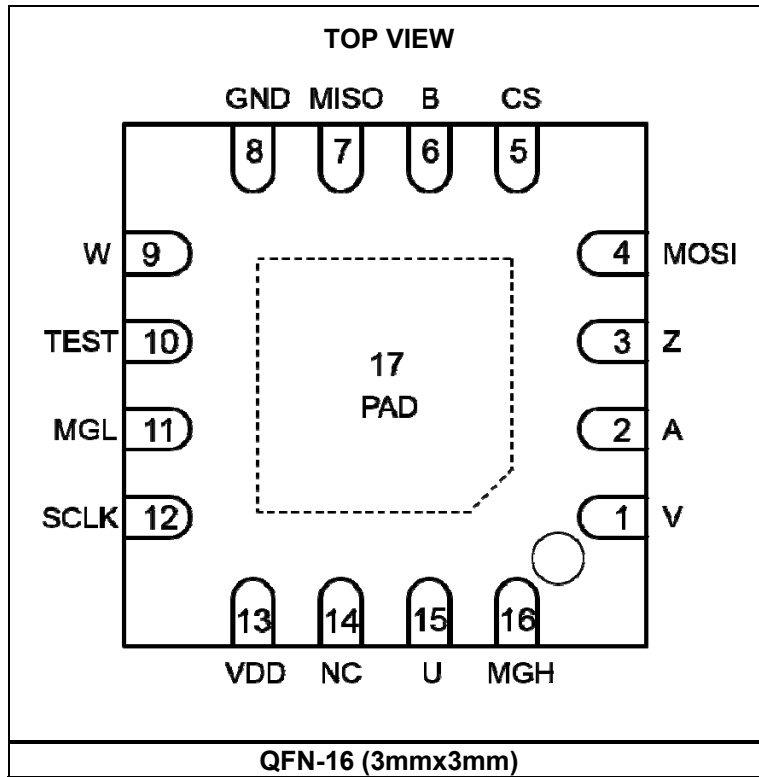 TOP VIEW
GND MISO B CS
8 7 6 5
W 9 4 MOSI
TEST 10 3 Z
17
PAD
MGL 11 2 A
SCLK 12 1 V
13 14 15 16
VDD NC U MGH
QFN-16 (3mmx3mm)